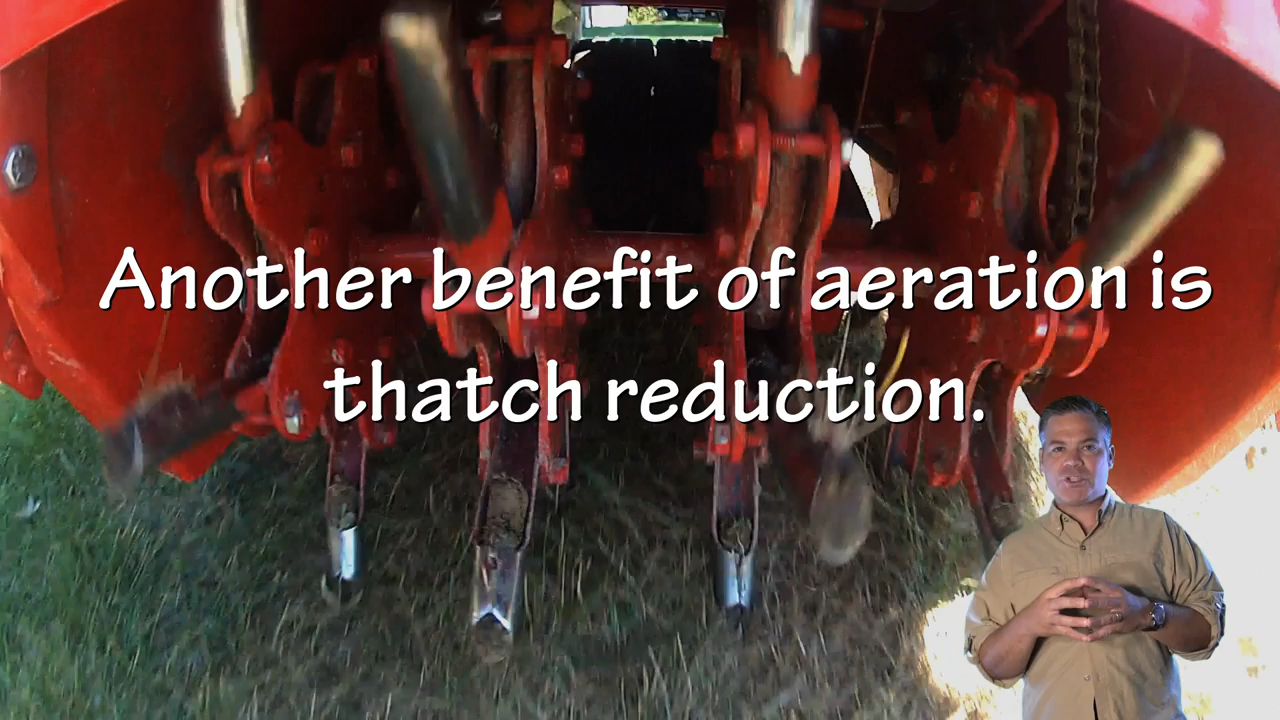 Another benefit of aeration is
thatch reduction.